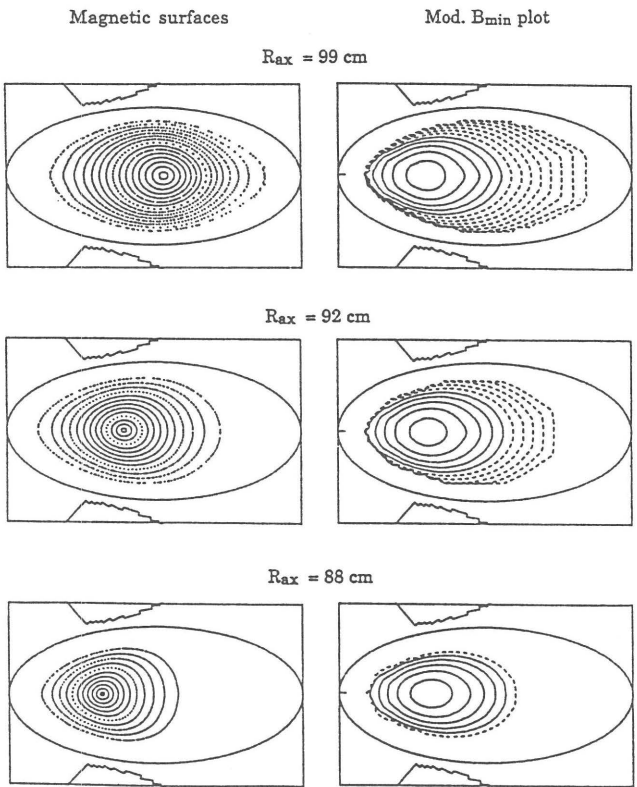 Magnetic surfaces
Mod. Bmin plot
Rax = 99 cm
Rax = 92 cm
Rax = 88 cm